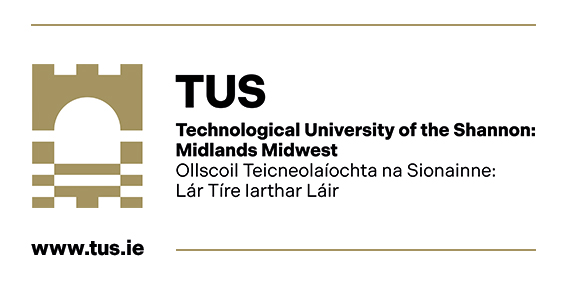 TUS
Technological University of the Shannon:
Midlands Midwest
Ollscoil Teicneolaíochta na Sionainne:
Lár Tíre Iarthar Láir
www.tus.ie